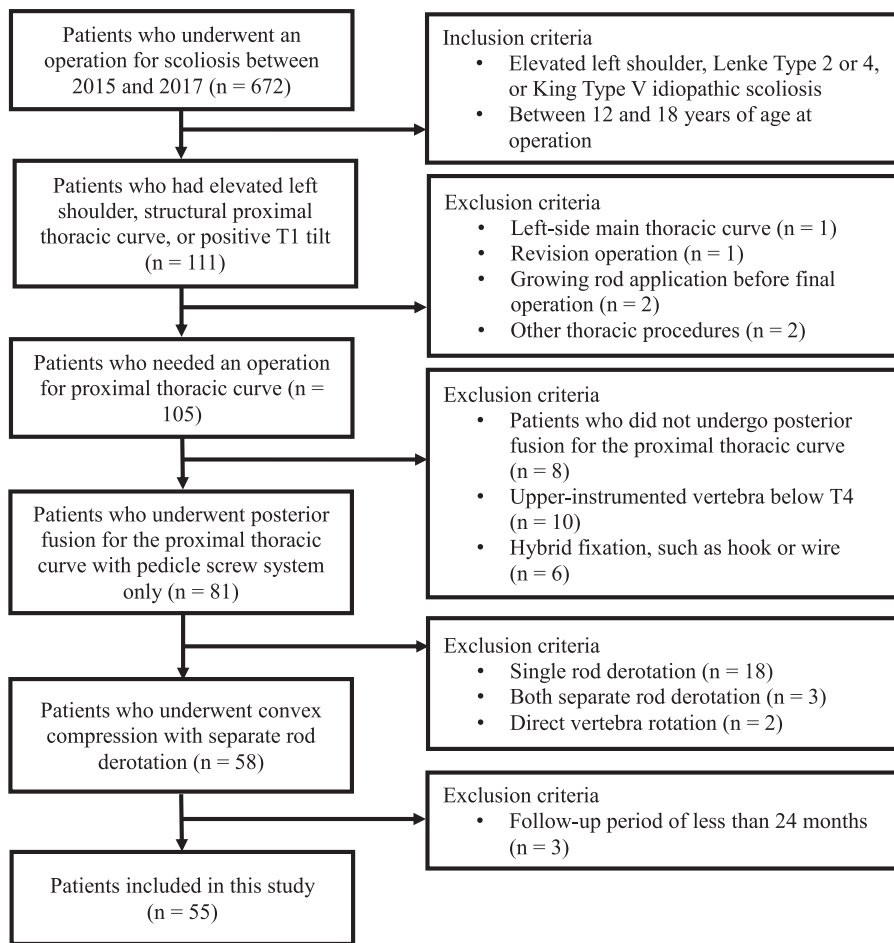 Patients who underwent an
operation for scoliosis between
2015 and 2017 (n = 672)
Inclusion criteria
• Elevated left shoulder, Lenke Type 2 or 4,
or King Type V idiopathic scoliosis
• Between 12 and 18 years of age at
operation
Patients who had elevated left
shoulder, structural proximal
thoracic curve, or positive T1 tilt
(n = 111)
Exclusion criteria
• Left-side main thoracic curve (n = 1)
• Revision operation (n = 1)
• Growing rod application before final
operation (n = 2)
• Other thoracic procedures (n = 2)
Patients who needed an operation
for proximal thoracic curve (n =
105)
Exclusion criteria
• Patients who did not undergo posterior
fusion for the proximal thoracic curve
(n = 8)
• Upper-instrumented vertebra below T4
(n = 10)
• Hybrid fixation, such as hook or wire
(n = 6)
Patients who underwent posterior
fusion for the proximal thoracic
curve with pedicle screw system
only (n = 81)
Exclusion criteria
• Single rod derotation (n = 18)
• Both separate rod derotation (n = 3)
• Direct vertebra rotation (n = 2)
Patients who underwent convex
compression with separate rod
derotation (n = 58)
Exclusion criteria
• Follow-up period of less than 24 months
(n = 3)
Patients included in this study
(n = 55)